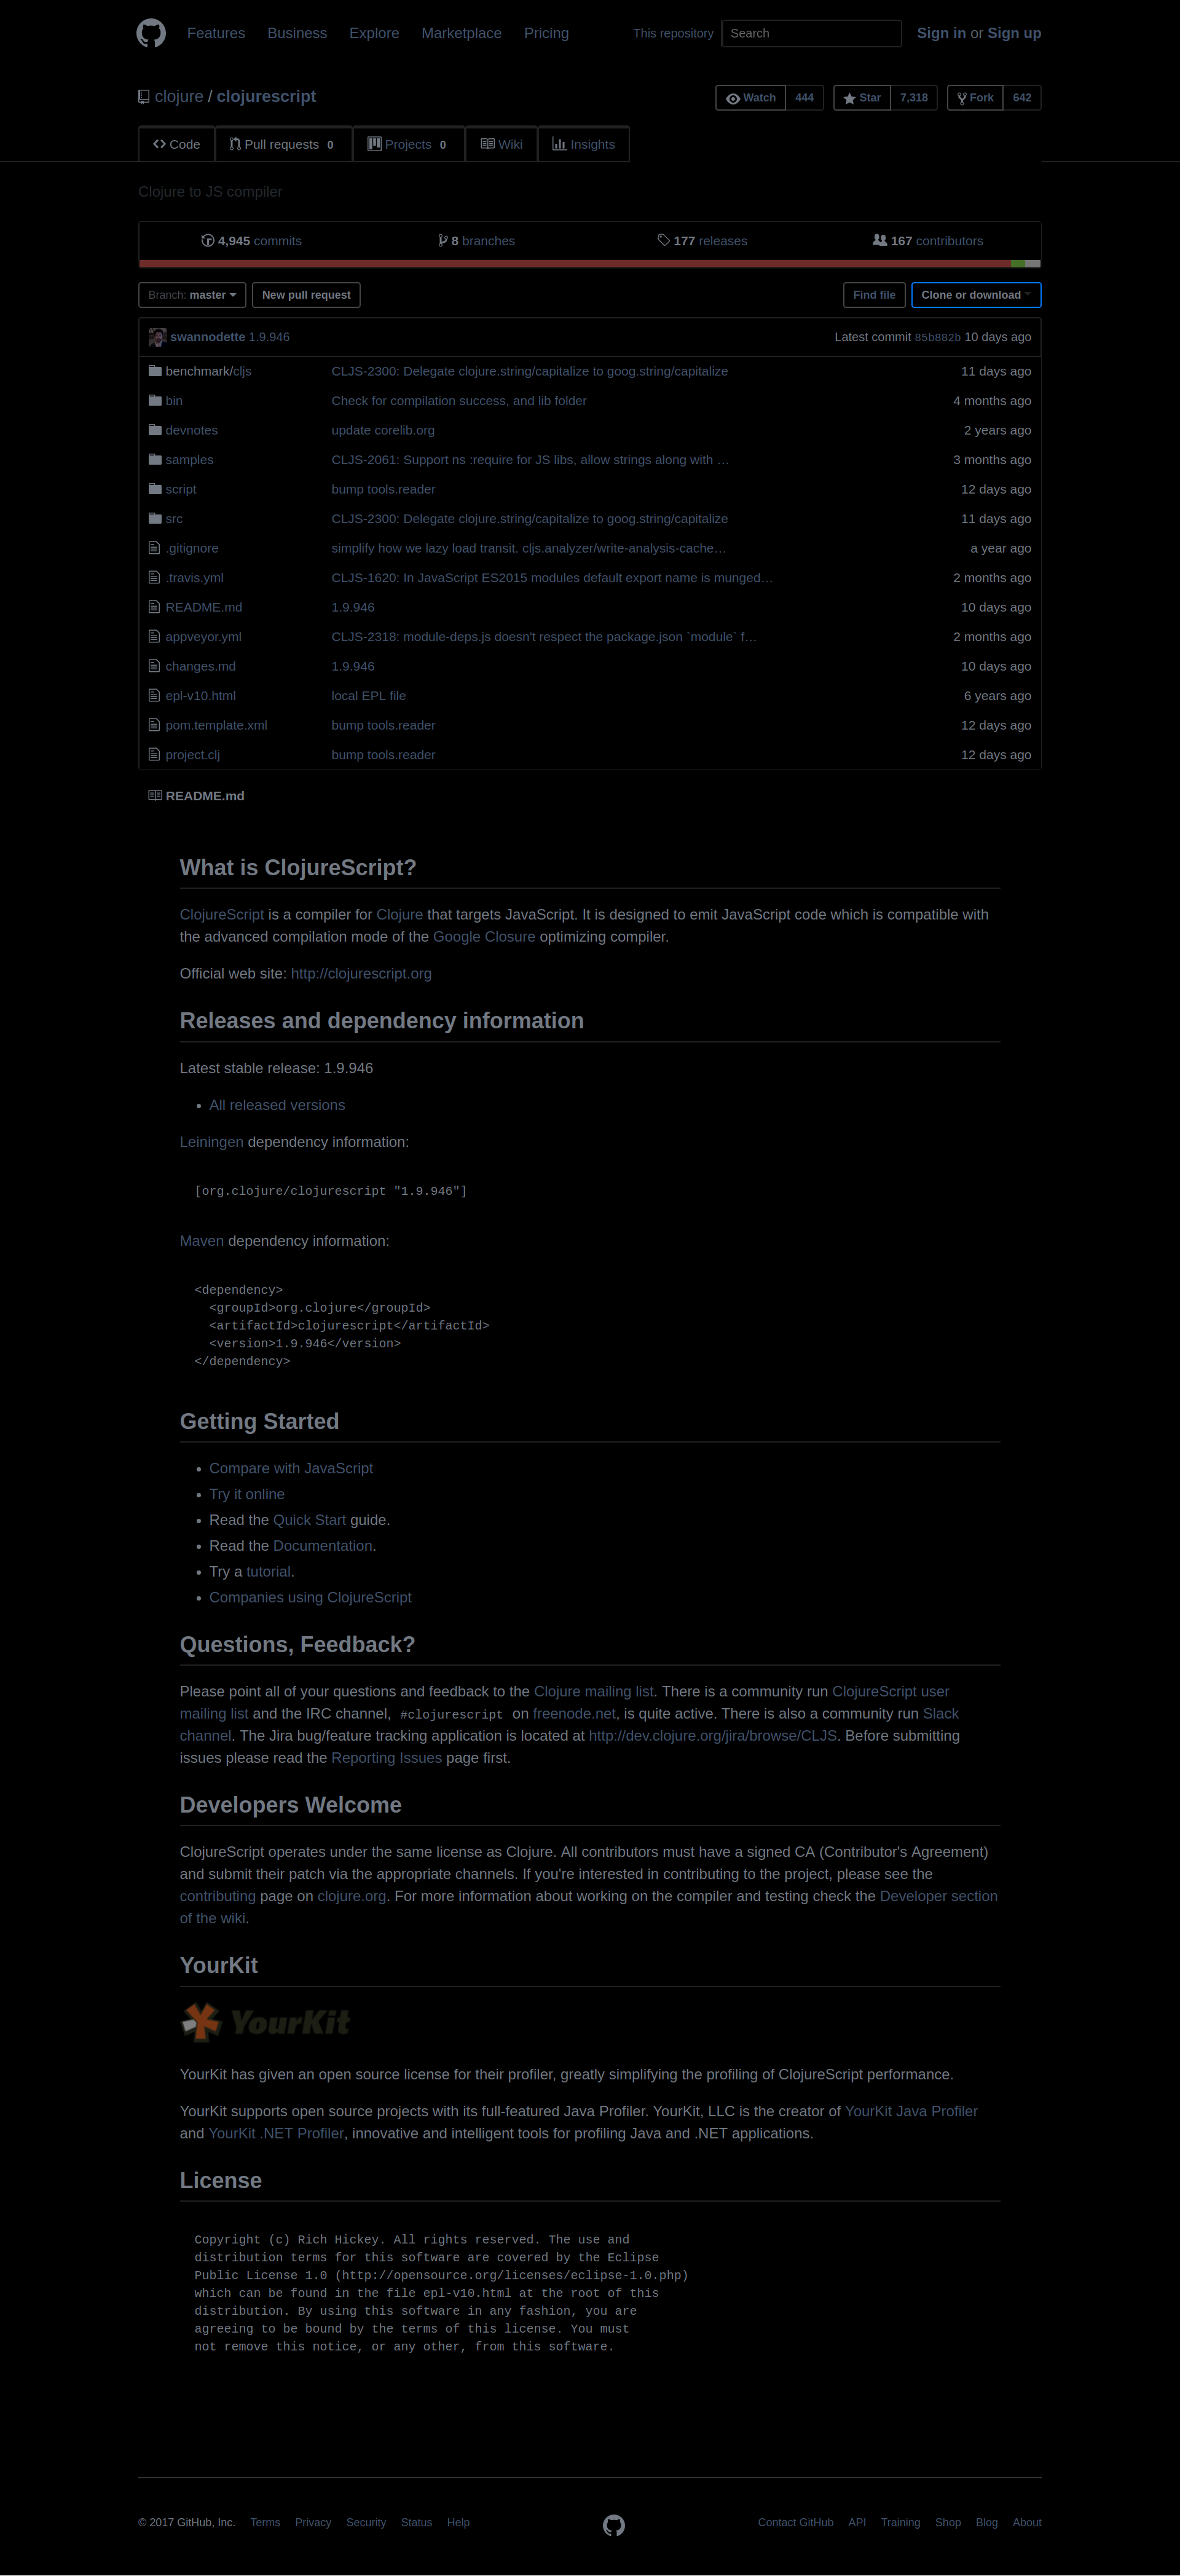 Features Business Explore Marketplace Pricing This repository Search Sign in or Sign up
clojure / clojurescript Watch 444 Star 7,318 Fork 642
Code Pull requests 0 Projects 0 Wiki Insights
Clojure to JS compiler
4,945 commits 8 branches 177 releases 167 contributors
Branch: master New pull request Find file Clone or download
swannodette 1.9.946 Latest commit 85b882b 10 days ago
benchmark/cljs CLJS-2300: Delegate clojure.string/capitalize to goog.string/capitalize 11 days ago
bin Check for compilation success, and lib folder 4 months ago
devnotes update corelib.org 2 years ago
samples CLJS-2061: Support ns :require for JS libs, allow strings along with … 3 months ago
script bump tools.reader 12 days ago
src CLJS-2300: Delegate clojure.string/capitalize to goog.string/capitalize 11 days ago
.gitignore simplify how we lazy load transit. cljs.analyzer/write-analysis-cache… a year ago
.travis.yml CLJS-1620: In JavaScript ES2015 modules default export name is munged… 2 months ago
README.md 1.9.946 10 days ago
appveyor.yml CLJS-2318: module-deps.js doesn't respect the package.json `module` f… 2 months ago
changes.md 1.9.946 10 days ago
epl-v10.html local EPL file 6 years ago
pom.template.xml bump tools.reader 12 days ago
project.clj bump tools.reader 12 days ago
README.md
What is ClojureScript?
ClojureScript is a compiler for Clojure that targets JavaScript. It is designed to emit JavaScript code which is compatible with
the advanced compilation mode of the Google Closure optimizing compiler.
Official web site: http://clojurescript.org
Releases and dependency information
Latest stable release: 1.9.946
• All released versions
Leiningen dependency information:
[org.clojure/clojurescript "1.9.946"]
Maven dependency information:
<dependency>
  <groupId>org.clojure</groupId>
  <artifactId>clojurescript</artifactId>
  <version>1.9.946</version>
</dependency>
Getting Started
• Compare with JavaScript
• Try it online
• Read the Quick Start guide.
• Read the Documentation.
• Try a tutorial.
• Companies using ClojureScript
Questions, Feedback?
Please point all of your questions and feedback to the Clojure mailing list. There is a community run ClojureScript user
mailing list and the IRC channel, #clojurescript on freenode.net, is quite active. There is also a community run Slack
channel. The Jira bug/feature tracking application is located at http://dev.clojure.org/jira/browse/CLJS. Before submitting
issues please read the Reporting Issues page first.
Developers Welcome
ClojureScript operates under the same license as Clojure. All contributors must have a signed CA (Contributor's Agreement)
and submit their patch via the appropriate channels. If you're interested in contributing to the project, please see the
contributing page on clojure.org. For more information about working on the compiler and testing check the Developer section
of the wiki.
YourKit
YourKit
YourKit has given an open source license for their profiler, greatly simplifying the profiling of ClojureScript performance.
YourKit supports open source projects with its full-featured Java Profiler. YourKit, LLC is the creator of YourKit Java Profiler
and YourKit .NET Profiler, innovative and intelligent tools for profiling Java and .NET applications.
License
Copyright (c) Rich Hickey. All rights reserved. The use and
distribution terms for this software are covered by the Eclipse
Public License 1.0 (http://opensource.org/licenses/eclipse-1.0.php)
which can be found in the file epl-v10.html at the root of this
distribution. By using this software in any fashion, you are
agreeing to be bound by the terms of this license. You must
not remove this notice, or any other, from this software.
© 2017 GitHub, Inc. Terms Privacy Security Status Help Contact GitHub API Training Shop Blog About